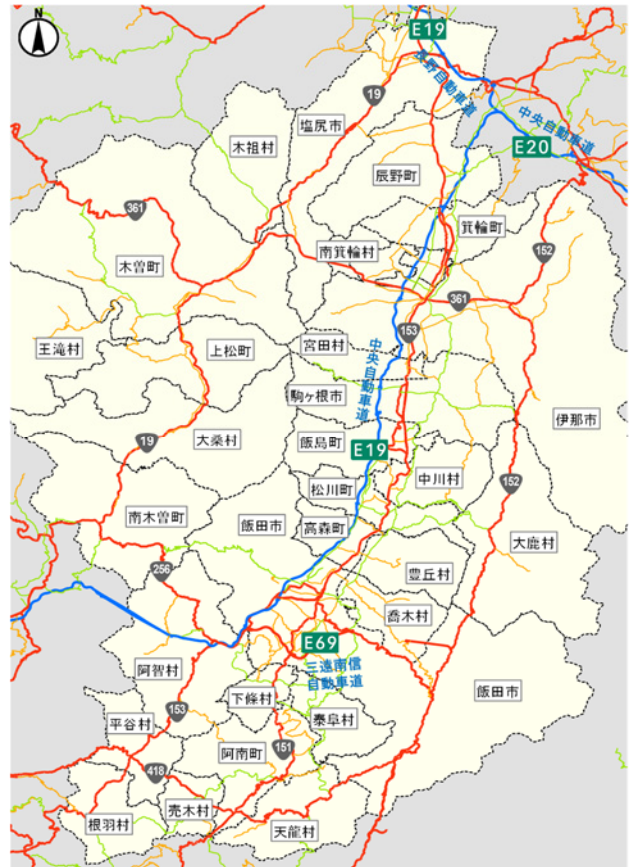 N
E19
長野自動車道
19
中央自動車道
塩尻市
木祖村
E20
辰野町
361
箕輪町
木曽町
南箕輪村
152
361
王滝村
上松町
宮田村
153
中央自動車道
駒ヶ根市
伊那市
19
大桑村
飯島町
E19
中川村
152
松川町
南木曽町
飯田市
高森町
大鹿村
256
豊丘村
喬木村
E69
阿智村
三遠南信
自動車道
飯田市
下條村
平谷村
153
泰阜村
阿南町
151
418
売木村
根羽村
天龍村